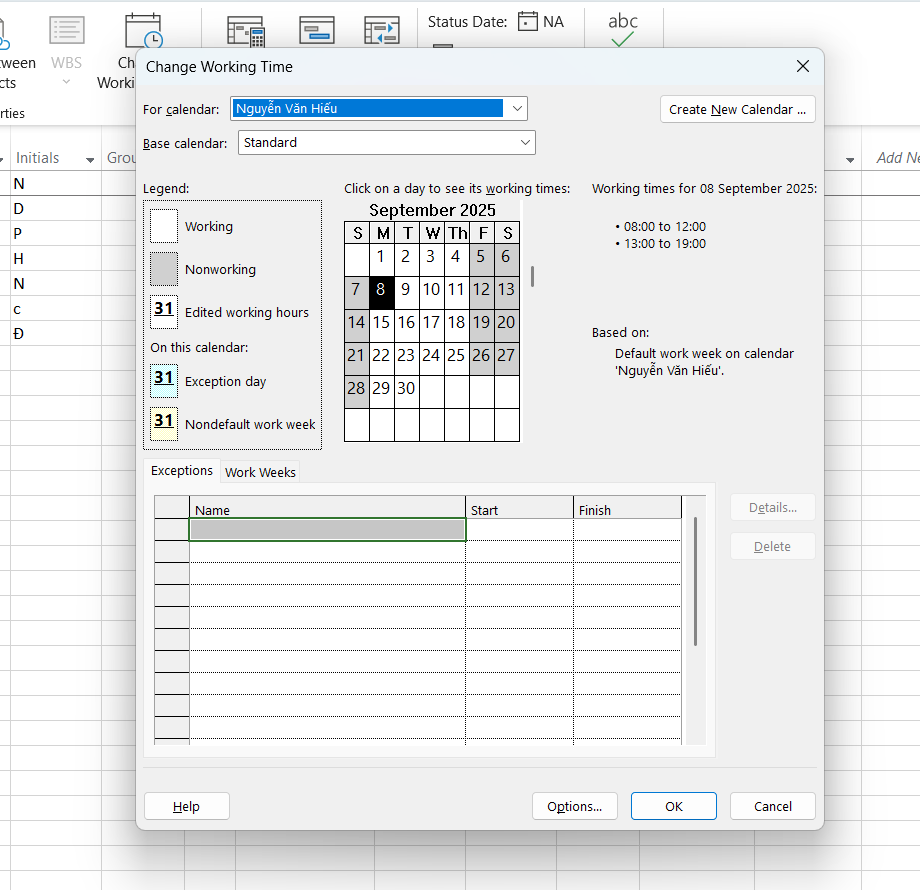 Status Date: NA
abc
tween
WBS
Ch
cts
Worki
rties
Initials
Grou
Add Ne
N
D
P
H
N
c
Đ
Change Working Time
For calendar: Nguyễn Văn Hiếu
Create New Calendar ...
Base calendar: Standard
Legend:
Working
Nonworking
31 Edited working hours
On this calendar:
31 Exception day
31 Nondefault work week
Click on a day to see its working times:
September 2025
S M T W Th F S
1 2 3 4 5 6
7 8 9 10 11 12 13
14 15 16 17 18 19 20
21 22 23 24 25 26 27
28 29 30
Working times for 08 September 2025:
• 08:00 to 12:00
• 13:00 to 19:00
Based on:
Default work week on calendar
'Nguyễn Văn Hiếu'.
Exceptions Work Weeks
Name Start Finish
Details...
Delete
Help Options... OK Cancel